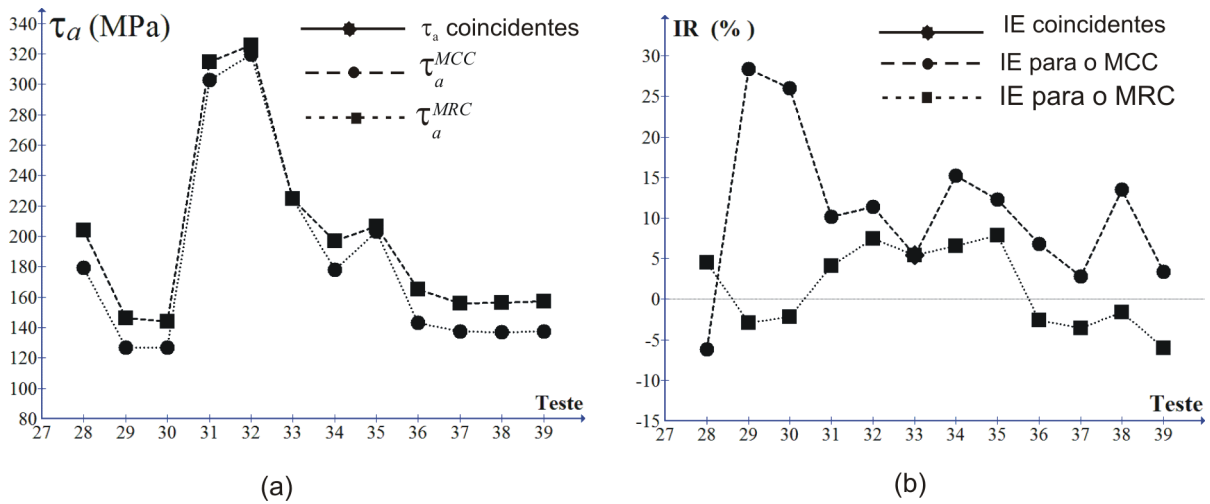 τa (MPa)
τa coincidentes
τaMCC
τaMRC
340
320
300
280
260
240
220
200
180
160
140
120
100
80
27 28 29 30 31 32 33 34 35 36 37 38 39
Teste
(a)
IR (%)
IE coincidentes
IE para o MCC
IE para o MRC
30
25
20
15
10
5
0
-5
-10
-15
27 28 29 30 31 32 33 34 35 36 37 38 39
Teste
(b)